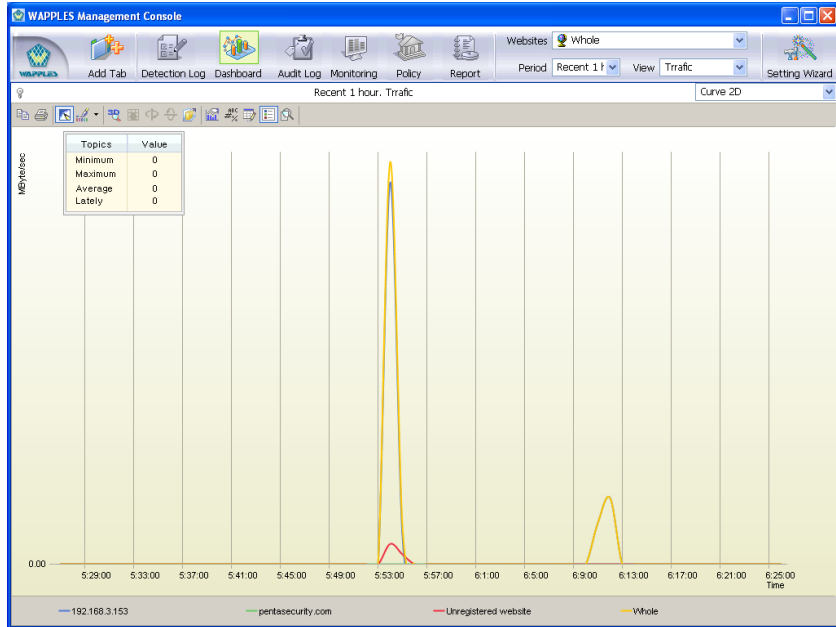 WAPPLES Management Console
WAPPLES
Add Tab
Detection Log
Dashboard
Audit Log
Monitoring
Policy
Report
Websites Whole
Period Recent 1 h View Trrafic
Setting Wizard
Recent 1 hour. Trrafic
Curve 2D
3D
ABC
Topics Value
Minimum 0
Maximum 0
Average 0
Lately 0
MByte/sec
0.00
5:29:00 5:33:00 5:37:00 5:41:00 5:45:00 5:49:00 5:53:00 5:57:00 6:1:00 6:5:00 6:9:00 6:13:00 6:17:00 6:21:00 6:25:00
Time
192.168.3.153 pentasecurity.com Unregistered website Whole